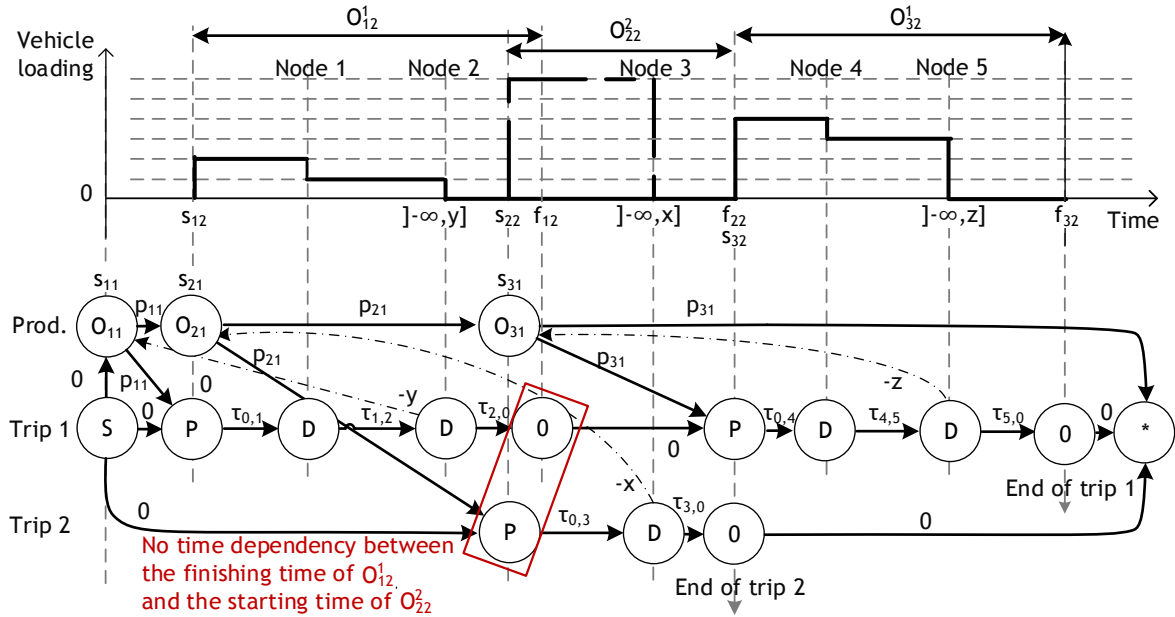 O¹₁₂ O²₂₂ O¹₃₂
Vehicle
loading
Node 1 Node 2 Node 3 Node 4 Node 5
0
s₁₂ ]-∞,y] s₂₂ f₁₂ ]-∞,x] f₂₂ ]-∞,z] f₃₂ Time
s₃₂
s₁₁ s₂₁ s₃₁
p₁₁ p₂₁ p₃₁
Prod. O₁₁ O₂₁ O₃₁
p₂₁ p₃₁
0 p₁₁ 0 -y -z
0 τ₀,₁ τ₁,₂ τ₂,₀ τ₀,₄ τ₄,₅ τ₅,₀ 0
Trip 1 S P D D 0 P D D 0 *
0
-x End of trip 1
0 τ₀,₃ τ₃,₀ 0
Trip 2 P D 0
No time dependency between
the finishing time of O¹₁₂
and the starting time of O²₂₂
End of trip 2